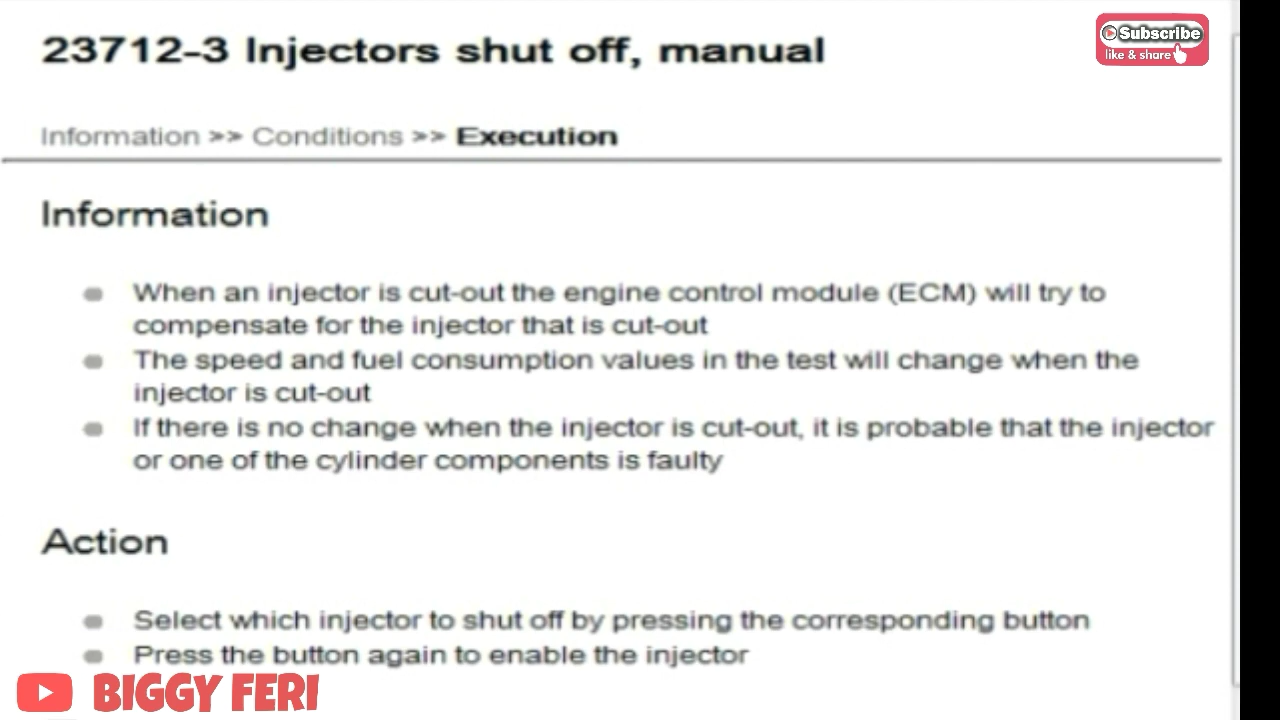 23712-3 Injectors shut off, manual
Subscribe
like & share
Information >> Conditions >> Execution
Information
When an injector is cut-out the engine control module (ECM) will try to
compensate for the injector that is cut-out
The speed and fuel consumption values in the test will change when the
injector is cut-out
If there is no change when the injector is cut-out, it is probable that the injector
or one of the cylinder components is faulty
Action
Select which injector to shut off by pressing the corresponding button
Press the button again to enable the injector
BIGGY FERI